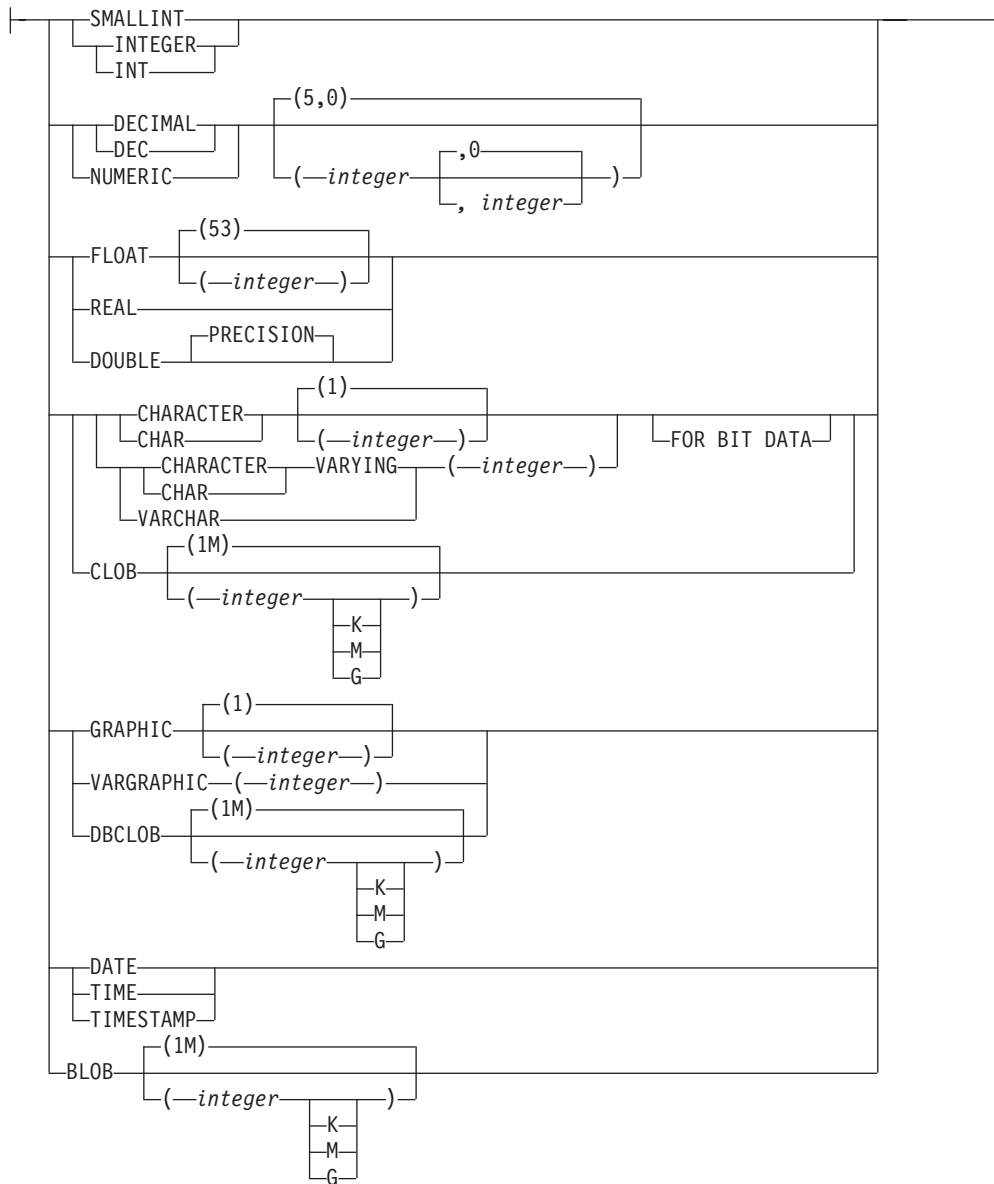 SMALLINT
INTEGER
INT
(5,0)
DECIMAL
DEC
,0
NUMERIC
( integer
)
, integer
(53)
FLOAT
( integer )
REAL
PRECISION
DOUBLE
(1)
CHARACTER
CHAR
( integer )
FOR BIT DATA
CHARACTER VARYING ( integer )
CHAR
VARCHAR
(1M)
CLOB
( integer )
K
M
G
(1)
GRAPHIC
( integer )
VARGRAPHIC ( integer )
(1M)
DBCLOB
( integer )
K
M
G
DATE
TIME
TIMESTAMP
(1M)
BLOB
( integer )
K
M
G